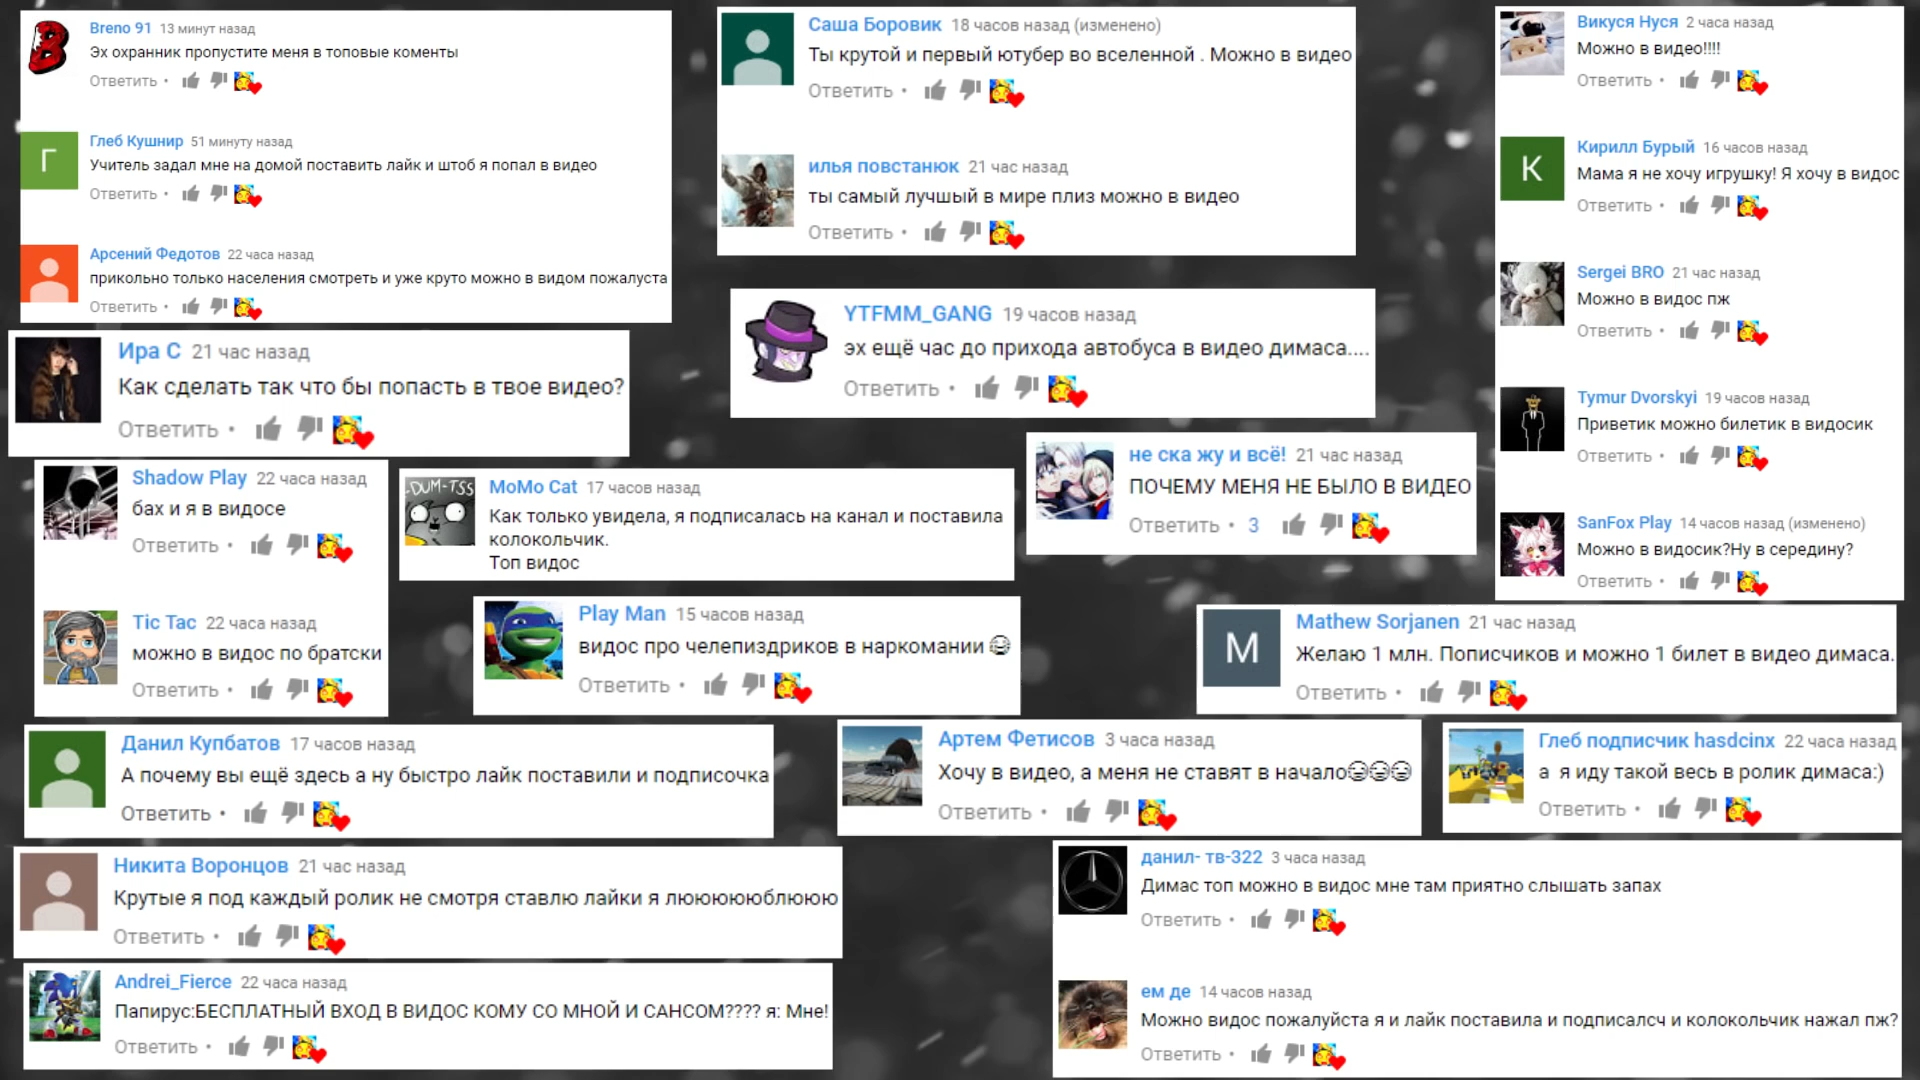 Breno 91 13 минут назад
Эх охранник пропустите меня в топовые коменты
Ответить •
Г
Глеб Кушнир 51 минуту назад
Учитель задал мне на домой поставить лайк и штоб я попал в видео
Ответить •
Арсений Федотов 22 часа назад
прикольно только населения смотреть и уже круто можно в видом пожалуста
Ответить •
Ира С 21 час назад
Как сделать так что бы попасть в твое видео?
Ответить •
Shadow Play 22 часа назад
бах и я в видосе
Ответить •
Tic Tac 22 часа назад
можно в видос по братски
Ответить •
DUM-TSS
MoMo Cat 17 часов назад
Как только увидела, я подписалась на канал и поставила
колокольчик.
Топ видос
Play Man 15 часов назад
видос про челепиздриков в наркомании 😂
Ответить •
Данил Купбатов 17 часов назад
А почему вы ещё здесь а ну быстро лайк поставили и подписочка
Ответить •
Никита Воронцов 21 час назад
Крутые я под каждый ролик не смотря ставлю лайки я люююююблююю
Ответить •
Andrei_Fierce 22 часа назад
Папирус:БЕСПЛАТНЫЙ ВХОД В ВИДОС КОМУ СО МНОЙ И САНСОМ???? я: Мне!
Ответить •
Саша Боровик 18 часов назад (изменено)
Ты крутой и первый ютубер во вселенной . Можно в видео
Ответить •
илья повстанюк 21 час назад
ты самый лучшый в мире плиз можно в видео
Ответить •
YTFMM_GANG 19 часов назад
эх ещё час до прихода автобуса в видео димаса....
Ответить •
не ска жу и всё! 21 час назад
ПОЧЕМУ МЕНЯ НЕ БЫЛО В ВИДЕО
Ответить • 3
Викуся Нуся 2 часа назад
Можно в видео!!!!
Ответить •
К
Кирилл Бурый 16 часов назад
Мама я не хочу игрушку! Я хочу в видос
Ответить •
Sergei BRO 21 час назад
Можно в видос пж
Ответить •
Tymur Dvorskyi 19 часов назад
Приветик можно билетик в видосик
Ответить •
SanFox Play 14 часов назад (изменено)
Можно в видосик?Ну в середину?
Ответить •
M
Mathew Sorjanen 21 час назад
Желаю 1 млн. Пописчиков и можно 1 билет в видео димаса.
Ответить •
Артем Фетисов 3 часа назад
Хочу в видео, а меня не ставят в начало😂😂😂
Ответить •
Глеб подписчик hasdcinx 22 часа назад
а я иду такой весь в ролик димаса:)
Ответить •
данил- тв-322 3 часа назад
Димас топ можно в видос мне там приятно слышать запах
Ответить •
ем де 14 часов назад
Можно видос пожалуйста я и лайк поставила и подписалсч и колокольчик нажал пж?
Ответить •